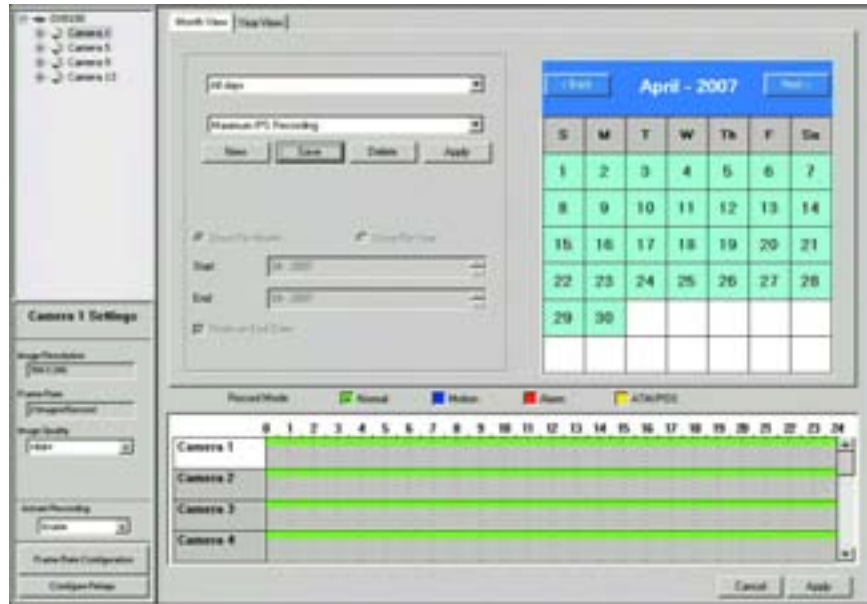 Camera 5
Camera 9
Camera 13
Camera 1 Settings
Image Resolution
Frame Rate
Image Quality
Frame Rate Configuration
Configure Relays
Month View
Year View
All days
Maximum IPS Recording
New
Save
Delete
Apply
Start
End
April - 2007
S M T W Th F Sa
1 2 3 4 5 6 7
8 9 10 11 12 13 14
15 16 17 18 19 20 21
22 23 24 25 26 27 28
29 30
Record Mode
Normal
Motion
Alarm
ATM/POS
0 1 2 3 4 5 6 7 8 9 10 11 12 13 14 15 16 17 18 19 20 21 22 23 24
Camera 1
Camera 2
Camera 3
Camera 4
Cancel
Apply